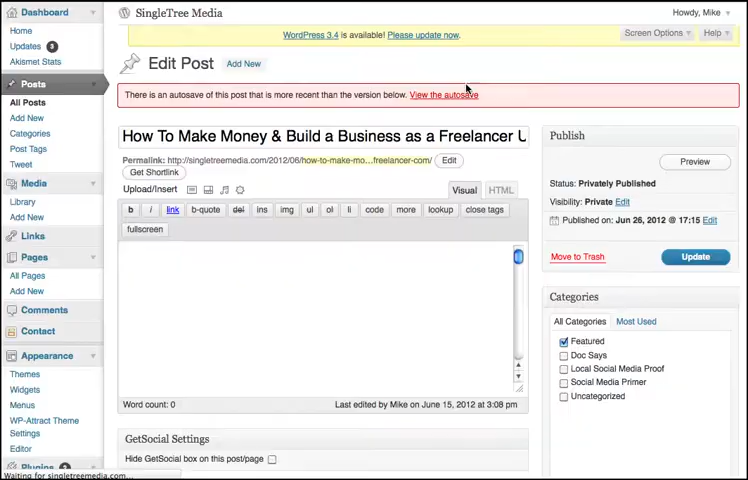 Dashboard
SingleTree Media
Howdy, Mike
Home
WordPress 3.4 is available! Please update now.
Screen Options
Help
Updates 3
Akismet Stats
Edit Post
Add New
Posts
There is an autosave of this post that is more recent than the version below. View the autosave
All Posts
Add New
Categories
Post Tags
Tweet
How To Make Money & Build a Business as a Freelancer U
Permalink: http://singletreemedia.com/2012/06/how-to-make-mo…freelancer-com/ Edit
Get Shortlink
Upload/Insert
Visual
HTML
b
i
link
b-quote
del
ins
img
ul
ol
li
code
more
lookup
close tags
fullscreen
Word count: 0
Last edited by Mike on June 15, 2012 at 3:08 pm
GetSocial Settings
Hide GetSocial box on this post/page
Publish
Preview
Status: Privately Published
Visibility: Private Edit
Published on: Jun 26, 2012 @ 17:15 Edit
Move to Trash
Update
Categories
All Categories
Most Used
Featured
Doc Says
Local Social Media Proof
Social Media Primer
Uncategorized
Media
Library
Add New
Links
Pages
All Pages
Add New
Comments
Contact
Appearance
Themes
Widgets
Menus
WP-Attract Theme
Settings
Editor
Plugins
Waiting for singletreemedia.com...